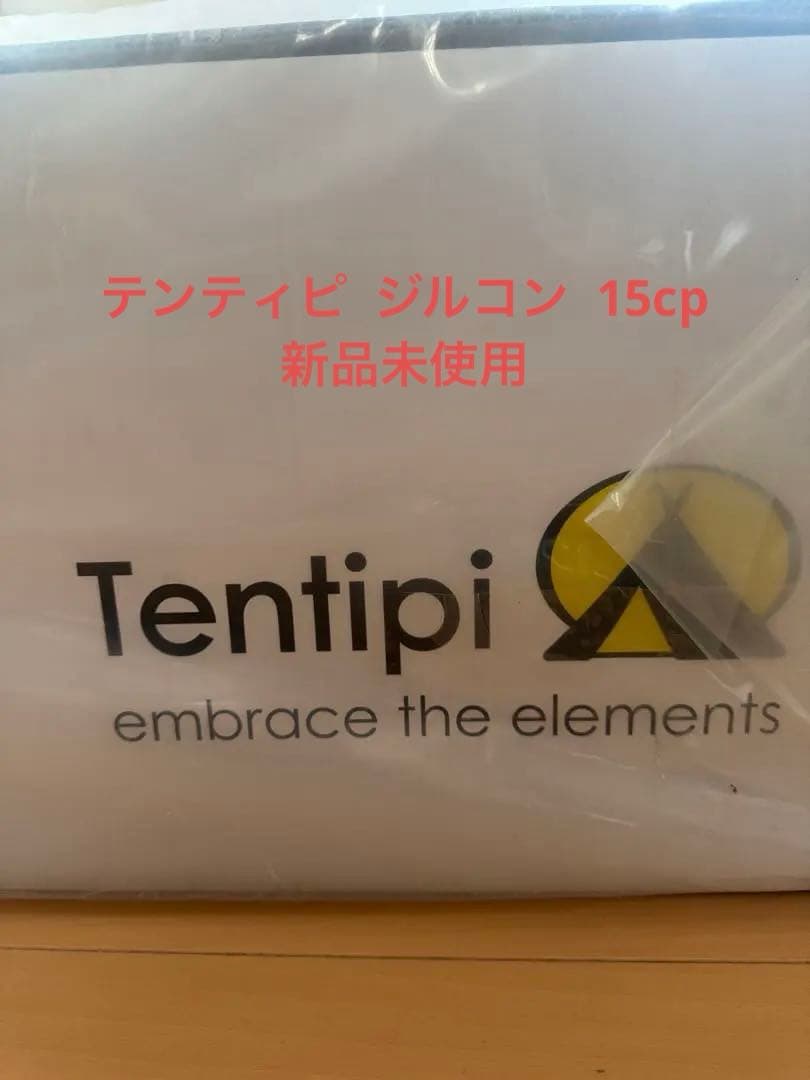 テンティピ ジルコン 15cp
新品未使用
Tentipi
embrace the elements